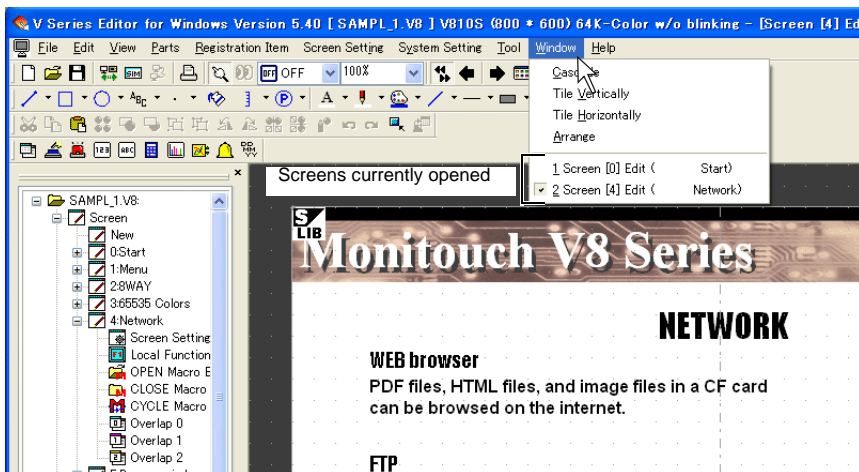 V Series Editor for Windows Version 5.40 [ SAMPL_1.V8 ] V810S (800 * 600) 64K-Color w/o blinking - [Screen [4] Ed
File Edit View Parts Registration Item Screen Setting System Setting Tool Window Help
OFF OFF 100%
Cascade
Tile Vertically
Tile Horizontally
Arrange
1 Screen [0] Edit ( Start)
2 Screen [4] Edit ( Network)
Screens currently opened
SAMPL_1.V8:
Screen
New
0:Start
1:Menu
2:8WAY
3:65535 Colors
4:Network
Screen Setting
Local Function
OPEN Macro E
CLOSE Macro
CYCLE Macro
Overlap 0
Overlap 1
Overlap 2
S LIB
Monitouch V8 Series
NETWORK
WEB browser
PDF files, HTML files, and image files in a CF card
can be browsed on the internet.
FTP